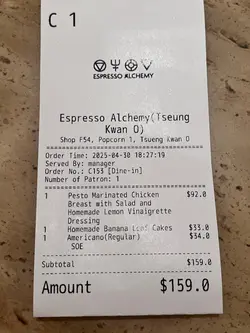 C 1
ESPRESSO ALCHEMY
Espresso Alchemy(Tseung
Kwan O)
Shop F54, Popcorn 1, Tsueng Kwan O
Order Time: 2025-04-30 18:27:19
Served By: manager
Order No.: C153 [Dine-in]
Number of Patron: 1
1 Pesto Marinated Chicken $92.0
Breast with Salad and
Homemade Lemon Vinaigrette
Dressing
1 Homemade Banana Loaf Cakes $33.0
1 Americano(Regular) $34.0
SOE
Subtotal $159.0
Amount $159.0